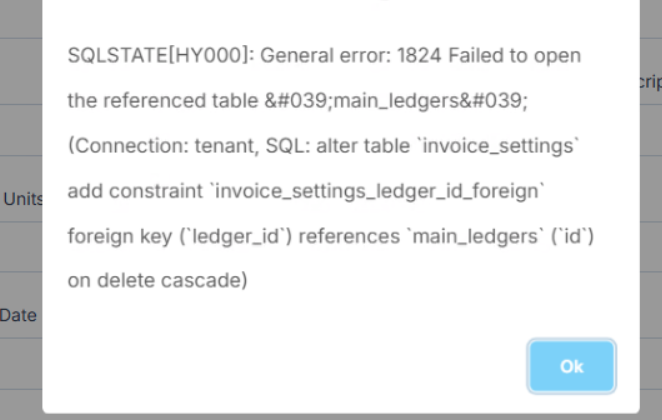 SQLSTATE[HY000]: General error: 1824 Failed to open
the referenced table &#039;main_ledgers&#039;
(Connection: tenant, SQL: alter table `invoice_settings`
add constraint `invoice_settings_ledger_id_foreign`
foreign key (`ledger_id`) references `main_ledgers` (`id`)
on delete cascade)
Units
Date
Ok